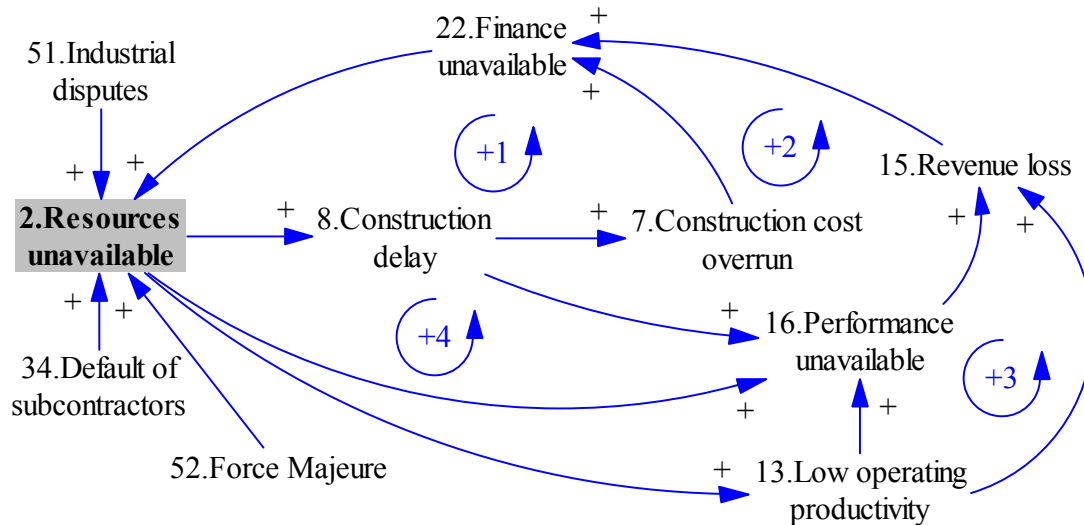 22.Finance
unavailable
51.Industrial
disputes
+
+
+
+
+1
+2
15.Revenue loss
2.Resources
unavailable
+
8.Construction
delay
+
7.Construction cost
overrun
+
+
+
+
+4
+
16.Performance
unavailable
34.Default of
subcontractors
+3
+
+
52.Force Majeure
+
13.Low operating
productivity